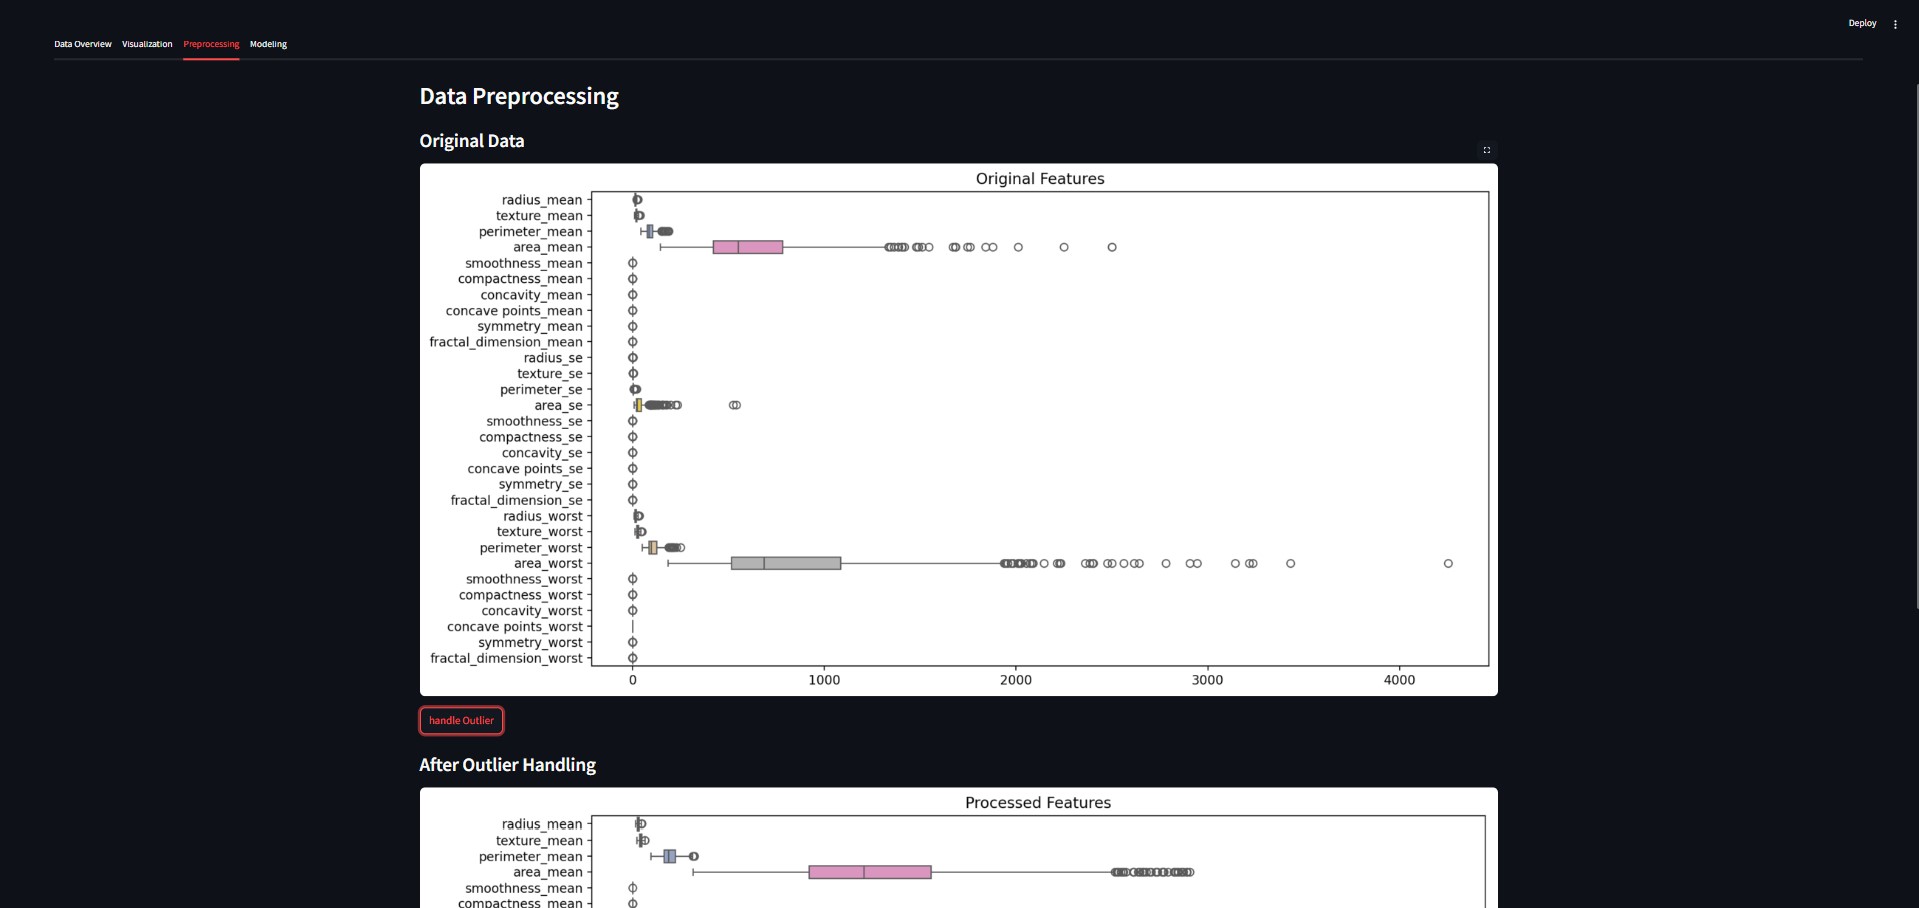 Deploy
Data Overview Visualization Preprocessing Modeling
Data Preprocessing
Original Data
Original Features
radius_mean
texture_mean
perimeter_mean
area_mean
smoothness_mean
compactness_mean
concavity_mean
concave points_mean
symmetry_mean
fractal_dimension_mean
radius_se
texture_se
perimeter_se
area_se
smoothness_se
compactness_se
concavity_se
concave points_se
symmetry_se
fractal_dimension_se
radius_worst
texture_worst
perimeter_worst
area_worst
smoothness_worst
compactness_worst
concavity_worst
concave points_worst
symmetry_worst
fractal_dimension_worst
0 1000 2000 3000 4000
handle Outlier
After Outlier Handling
Processed Features
radius_mean
texture_mean
perimeter_mean
area_mean
smoothness_mean
compactness_mean